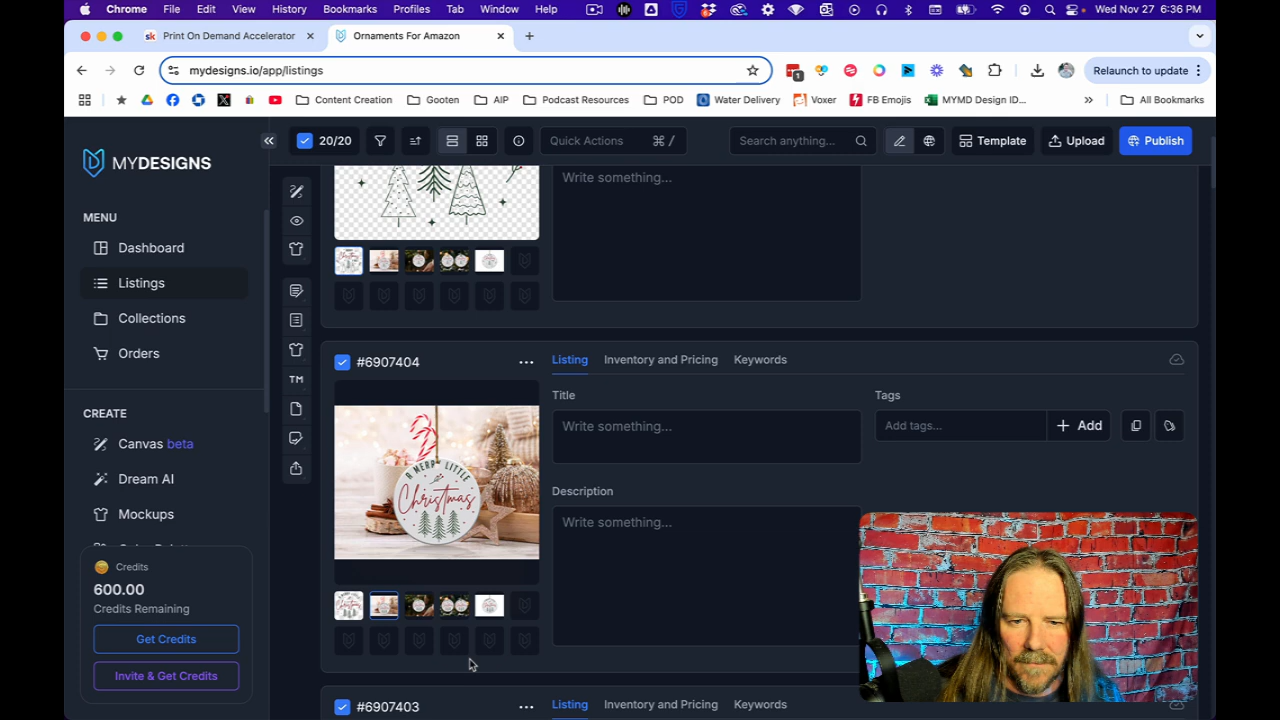 Chrome File Edit View History Bookmarks Profiles Tab Window Help Wed Nov 27 6:36 PM
Print On Demand Accelerator
Ornaments For Amazon
mydesigns.io/app/listings
1
Relaunch to update
Content Creation
Gooten
AIP
Podcast Resources
POD
Water Delivery
Voxer
FB Emojis
MYMD Design ID...
All Bookmarks
MYDESIGNS
20/20
Quick Actions
⌘ /
Search anything...
Template
Upload
Publish
MENU
Dashboard
Listings
Collections
Orders
CREATE
Canvas beta
Dream AI
Mockups
Credits
600.00
Credits Remaining
Get Credits
Invite & Get Credits
TM
Write something...
#6907404
Listing
Inventory and Pricing
Keywords
A MERRY LITTLE
Christmas
Title
Write something...
Tags
Add tags...
+ Add
Description
Write something...
#6907403
Listing
Inventory and Pricing
Keywords